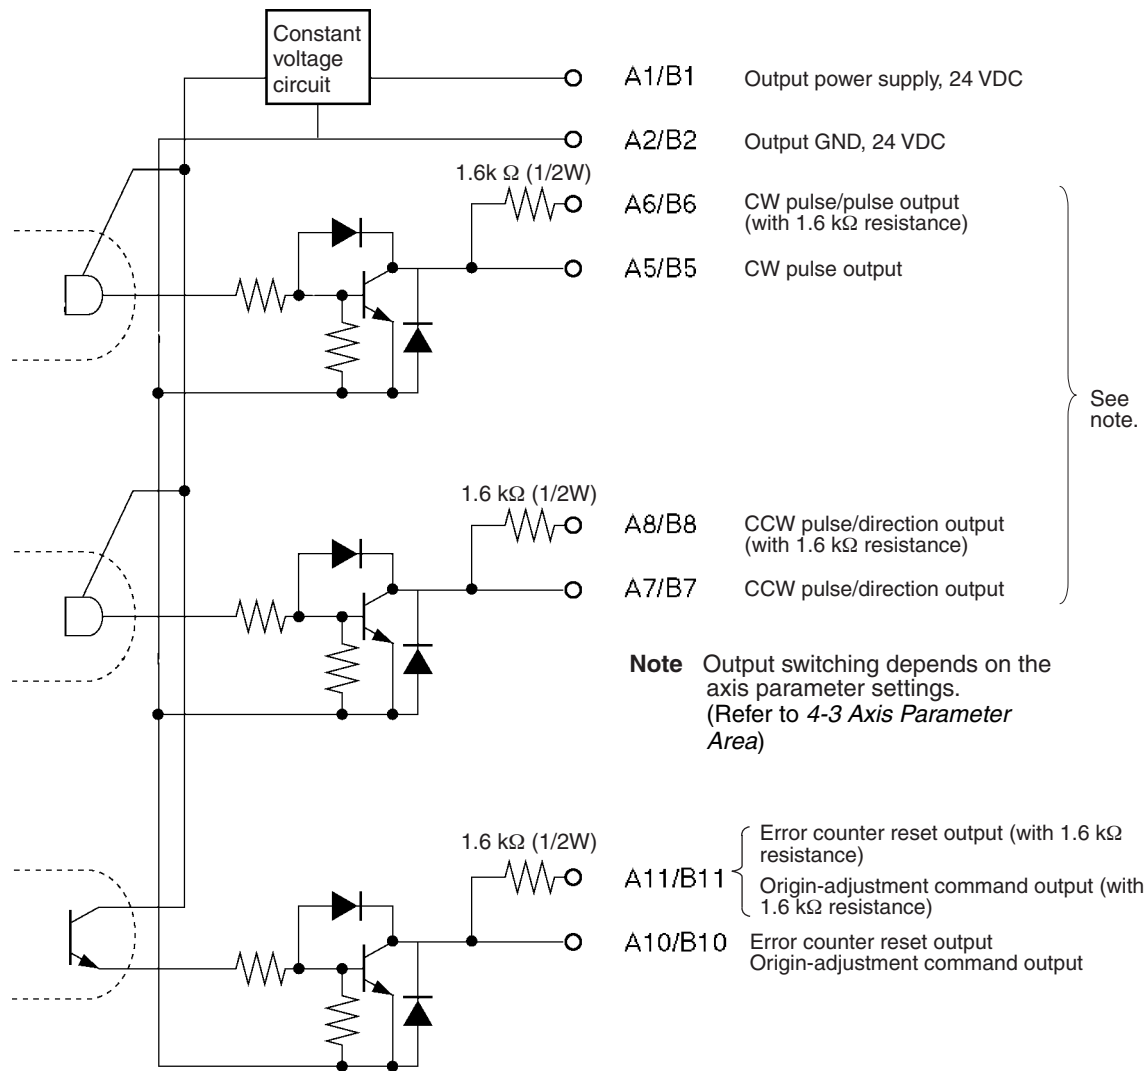 Constant
voltage
circuit
A1/B1 Output power supply, 24 VDC
A2/B2 Output GND, 24 VDC
1.6k Ω (1/2W)
A6/B6 CW pulse/pulse output
(with 1.6 kΩ resistance)
A5/B5 CW pulse output
See
note.
1.6 kΩ (1/2W)
A8/B8 CCW pulse/direction output
(with 1.6 kΩ resistance)
A7/B7 CCW pulse/direction output
Note Output switching depends on the
axis parameter settings.
(Refer to 4-3 Axis Parameter
Area)
1.6 kΩ (1/2W)
A11/B11
Error counter reset output (with 1.6 kΩ
resistance)
Origin-adjustment command output (with
1.6 kΩ resistance)
A10/B10 Error counter reset output
Origin-adjustment command output